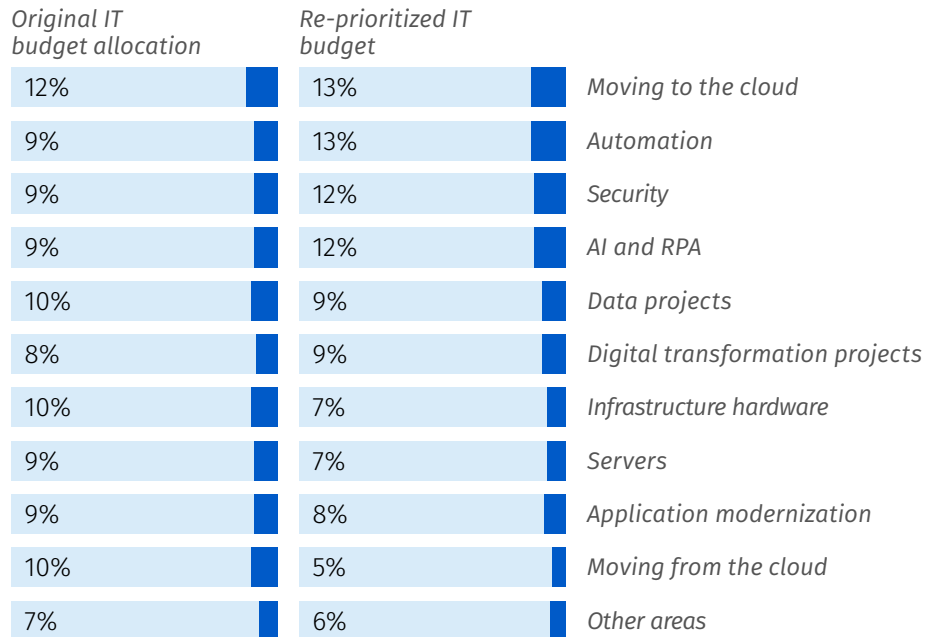 Original IT
budget allocation
Re-prioritized IT
budget
12% 13% Moving to the cloud
9% 13% Automation
9% 12% Security
9% 12% AI and RPA
10% 9% Data projects
8% 9% Digital transformation projects
10% 7% Infrastructure hardware
9% 7% Servers
9% 8% Application modernization
10% 5% Moving from the cloud
7% 6% Other areas